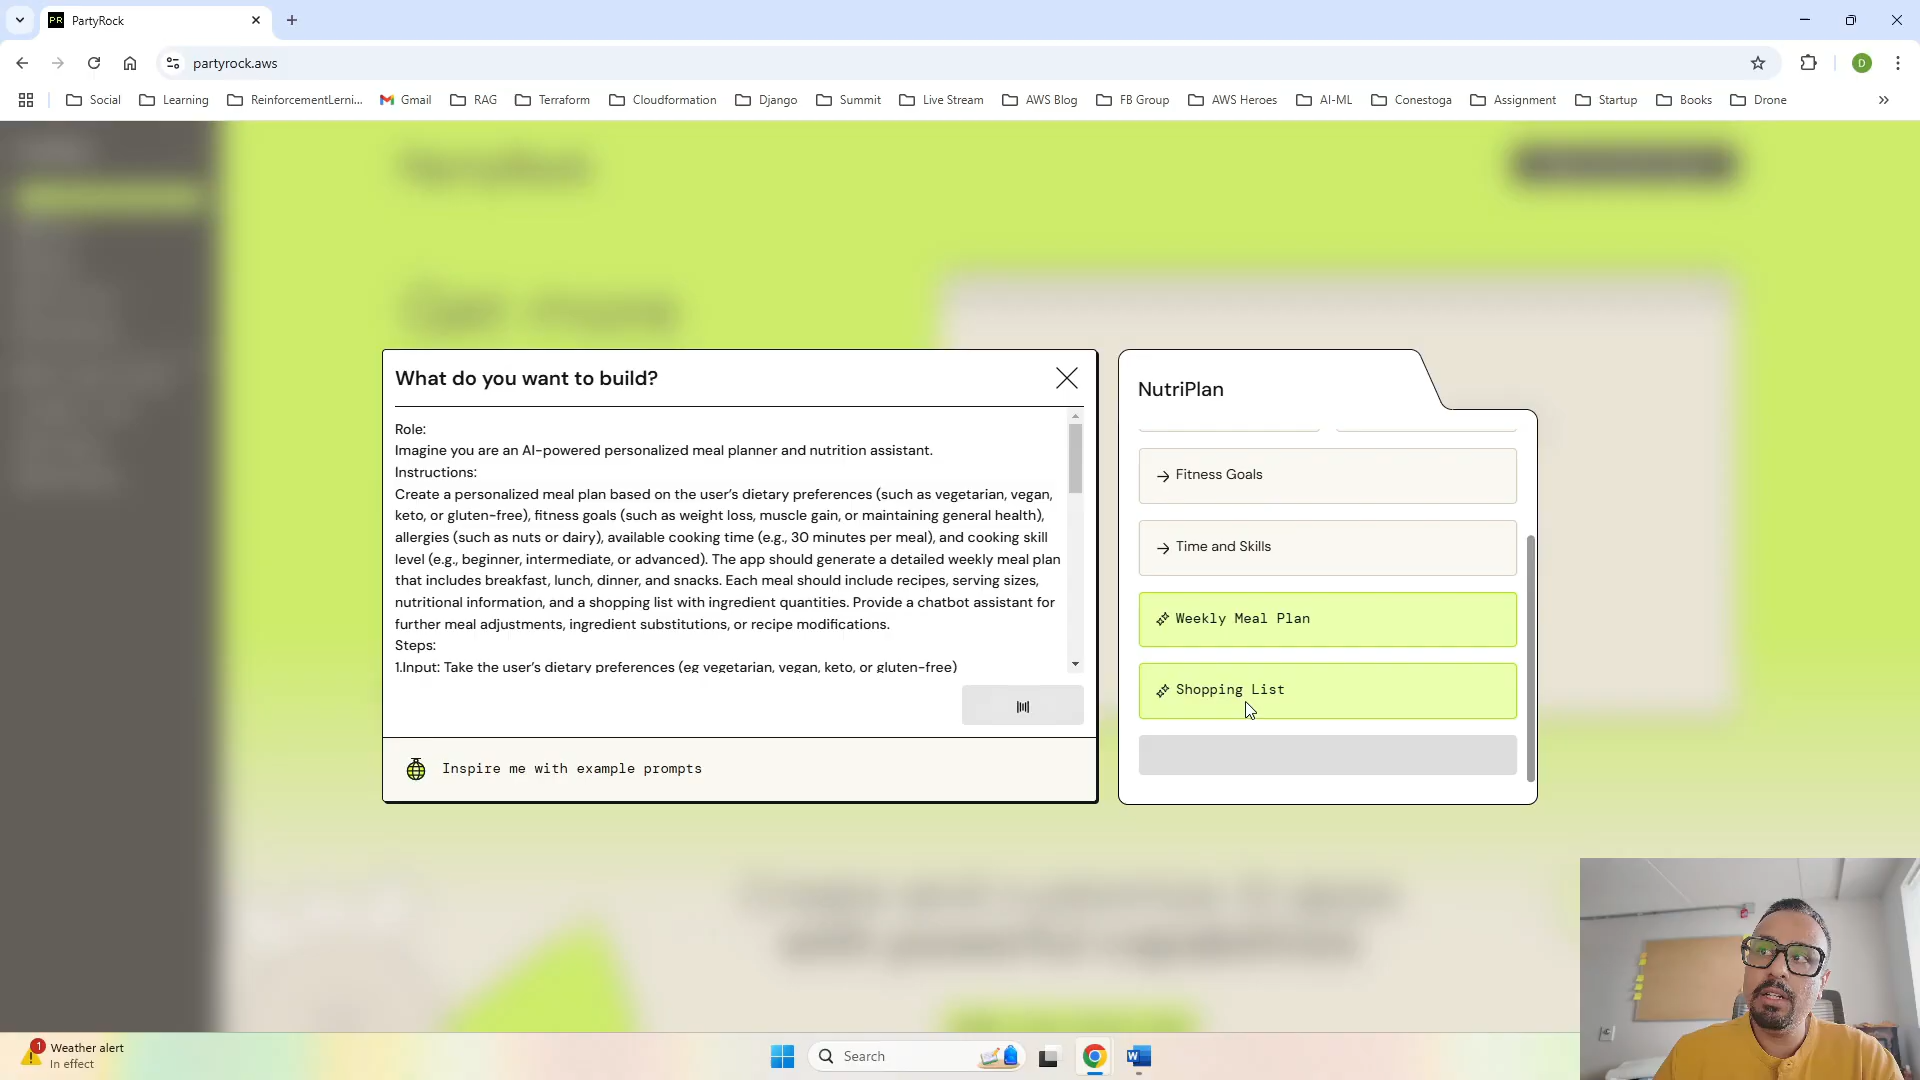 PR PartyRock
partyrock.aws
D
Social Learning ReinforcementLerni... Gmail RAG Terraform Cloudformation Django Summit Live Stream AWS Blog FB Group AWS Heroes AI-ML Conestoga Assignment Startup Books Drone »
What do you want to build?
Role:
Imagine you are an AI-powered personalized meal planner and nutrition assistant.
Instructions:
Create a personalized meal plan based on the user's dietary preferences (such as vegetarian, vegan,
keto, or gluten-free), fitness goals (such as weight loss, muscle gain, or maintaining general health),
allergies (such as nuts or dairy), available cooking time (e.g., 30 minutes per meal), and cooking skill
level (e.g., beginner, intermediate, or advanced). The app should generate a detailed weekly meal plan
that includes breakfast, lunch, dinner, and snacks. Each meal should include recipes, serving sizes,
nutritional information, and a shopping list with ingredient quantities. Provide a chatbot assistant for
further meal adjustments, ingredient substitutions, or recipe modifications.
Steps:
1.Input: Take the user's dietary preferences (eg vegetarian, vegan, keto, or gluten-free)
Inspire me with example prompts
NutriPlan
Fitness Goals
Time and Skills
Weekly Meal Plan
Shopping List
1
Weather alert
In effect
Search
W